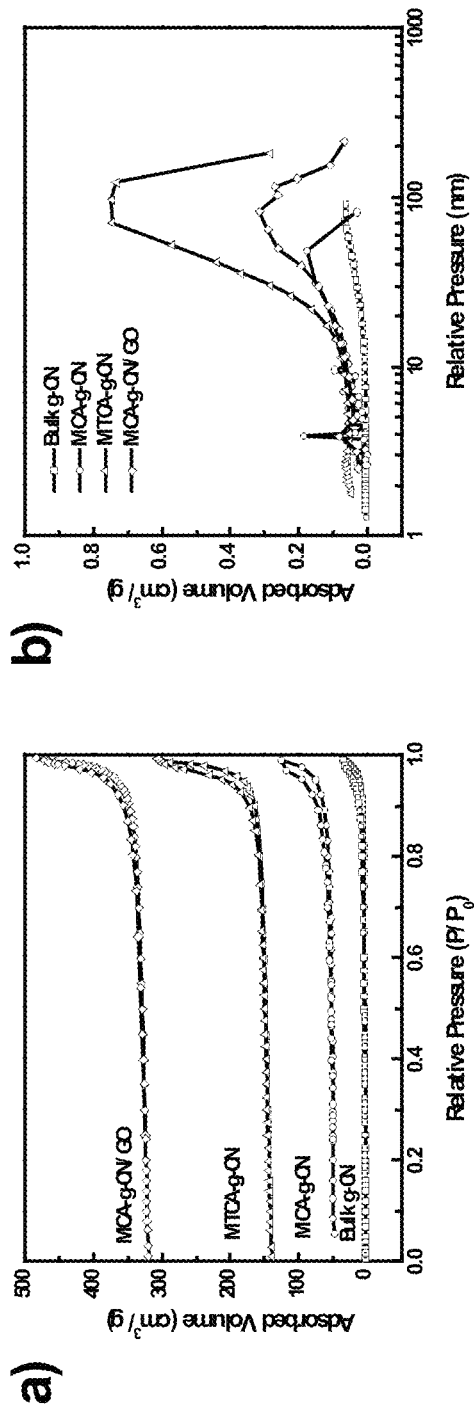 a)
Adsorbed Volume (cm³/g)
500
400
300
200
100
0
MCA-g-CN/GO
MTCA-g-CN
MCA-g-CN
Bulk g-CN
0.0 0.2 0.4 0.6 0.8 1.0
Relative Pressure (P/P₀)
b)
Adsorbed Volume (cm³/g)
1.0
0.8
0.6
0.4
0.2
0.0
Bulk g-CN
MCA-g-CN
MTCA-g-CN
MCA-g-CN/GO
1 10 100 1000
Relative Pressure (nm)